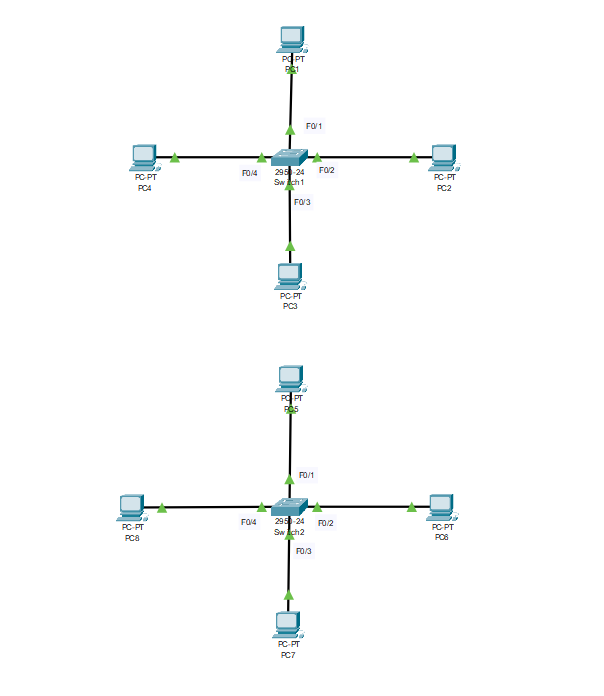 PC-PT
PC1
F0/1
PC-PT
PC4
F0/4
2950-24
Switch1
F0/2
PC-PT
PC2
F0/3
PC-PT
PC3
PC-PT
PC5
F0/1
PC-PT
PC8
F0/4
2950-24
Switch2
F0/2
PC-PT
PC6
F0/3
PC-PT
PC7